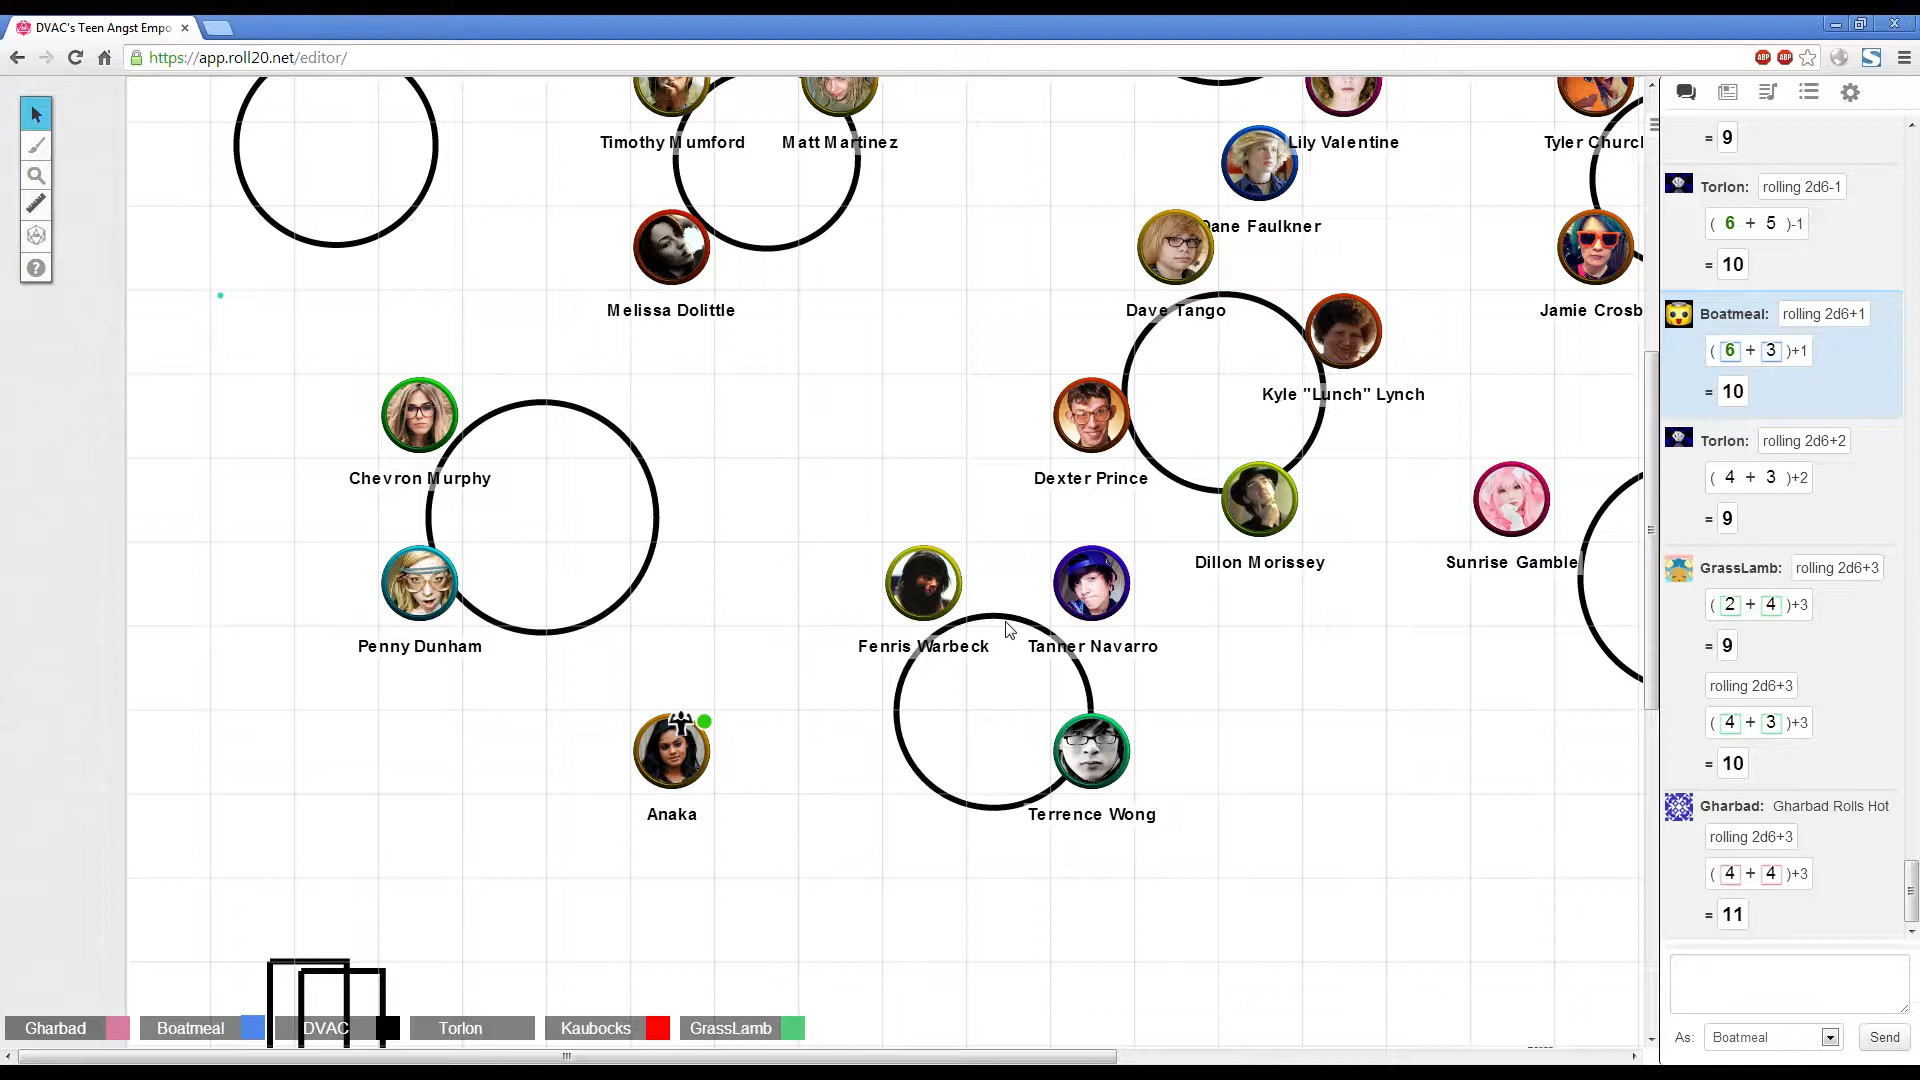 DVAC's Teen Angst Empo
https://app.roll20.net/editor/
ABP
ABP
Timothy Mumford
Matt Martinez
Lily Valentine
Tyler Church
Dane Faulkner
Melissa Dolittle
Dave Tango
Jamie Crosb
Kyle "Lunch" Lynch
Chevron Murphy
Dexter Prince
Dillon Morissey
Sunrise Gamble
Penny Dunham
Fenris Warbeck
Tanner Navarro
Anaka
Terrence Wong
Gharbad
Boatmeal
DVAC
Torlon
Kaubocks
GrassLamb
= 9
Torlon: rolling 2d6-1
( 6 + 5 )-1
= 10
Boatmeal: rolling 2d6+1
( 6 + 3 )+1
= 10
Torlon: rolling 2d6+2
( 4 + 3 )+2
= 9
GrassLamb: rolling 2d6+3
( 2 + 4 )+3
= 9
rolling 2d6+3
( 4 + 3 )+3
= 10
Gharbad: Gharbad Rolls Hot
rolling 2d6+3
( 4 + 4 )+3
= 11
As: Boatmeal Send